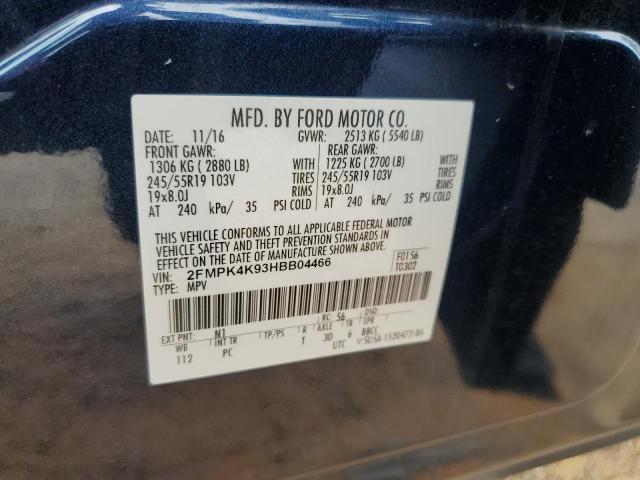 MFD. BY FORD MOTOR CO.
DATE: 11/16 GVWR: 2513 KG ( 5540 LB)
FRONT GAWR: REAR GAWR:
1306 KG ( 2880 LB) WITH 1225 KG ( 2700 LB) WITH
245/55R19 103V TIRES 245/55R19 103V TIRES
19x8.0J RIMS 19x8.0J RIMS
AT 240 kPa/ 35 PSI COLD AT 240 kPa/ 35 PSI COLD
THIS VEHICLE CONFORMS TO ALL APPLICABLE FEDERAL MOTOR
VEHICLE SAFETY AND THEFT PREVENTION STANDARDS IN
EFFECT ON THE DATE OF MANUFACTURE SHOWN ABOVE.
VIN: 2FMPK4K93HBB04466 F0156
TYPE: MPV T0302
EXT PNT: N1 RC: 56 DSO:
WB INT TR TP/PS R AXLE TR SPR
112 PC T 3D 6 BBCC
UTC